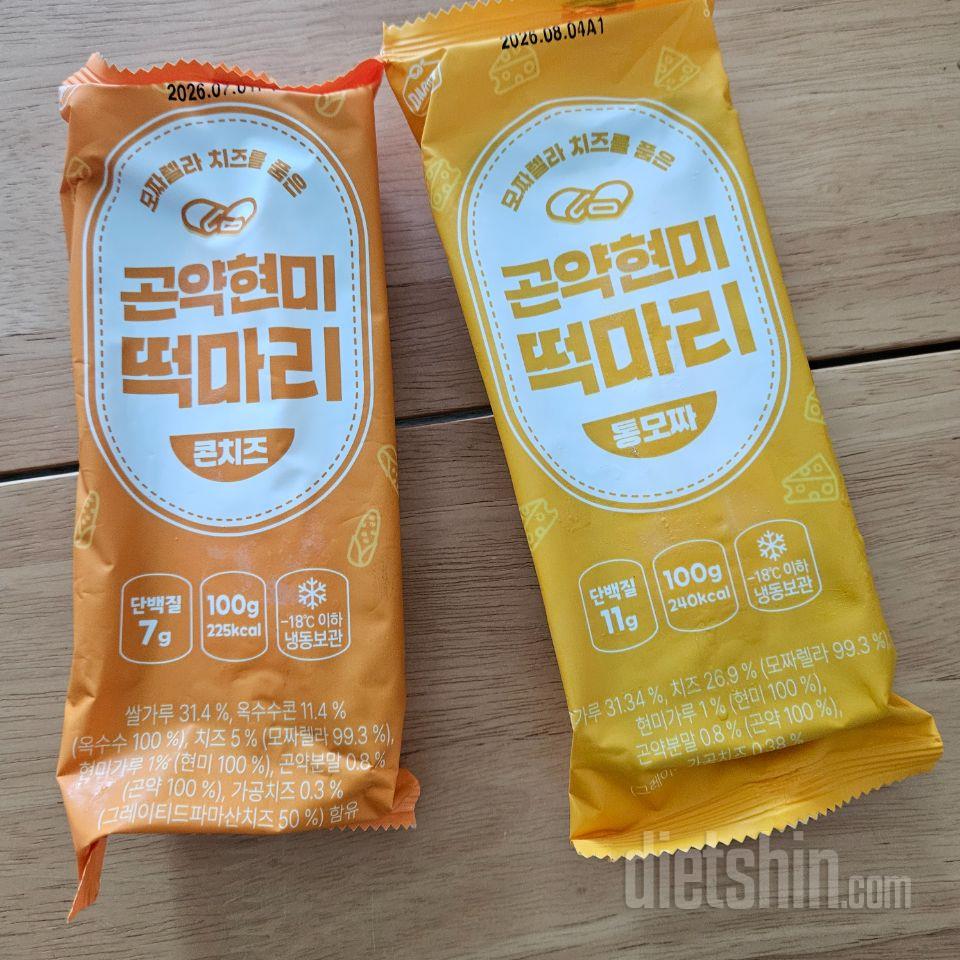 2026.07.01
모짜렐라 치즈를 품은
곤약현미
떡마리
콘치즈
단백질
7g
100g
225kcal
-18℃ 이하
냉동보관
쌀가루 31.4 %, 옥수수콘 11.4 %
(옥수수 100 %), 치즈 5 % (모짜렐라 99.3 %),
현미가루 1% (현미 100 %), 곤약분말 0.8 %
(곤약 100 %), 가공치즈 0.3 %
(그레이티드파마산치즈 50 %) 함유
2026.08.04A1
모짜렐라 치즈를 품은
곤약현미
떡마리
통모짜
단백질
11g
100g
240kcal
-18℃ 이하
냉동보관
가루 31.34 %, 치즈 26.9 % (모짜렐라 99.3 %),
현미가루 1 % (현미 100 %),
곤약분말 0.8 % (곤약 100 %),
가공치즈 0.38 %
dietshin.com